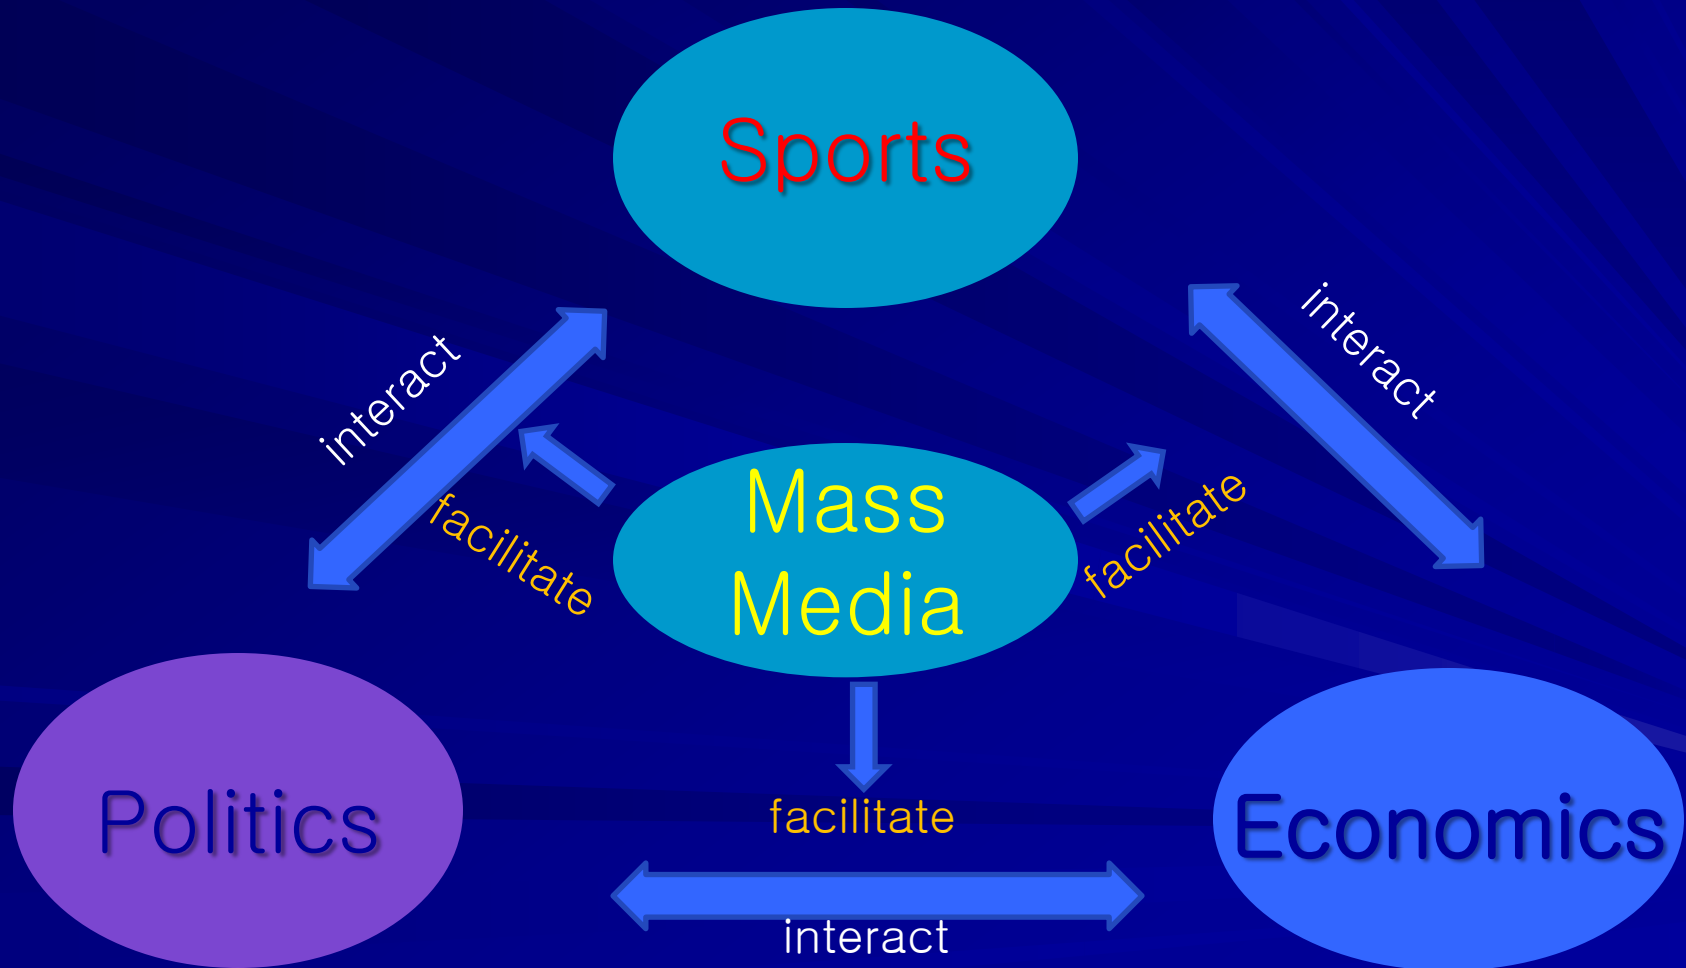 Sports
interact
interact
facilitate
Mass
Media
facilitate
facilitate
Politics
Economics
interact